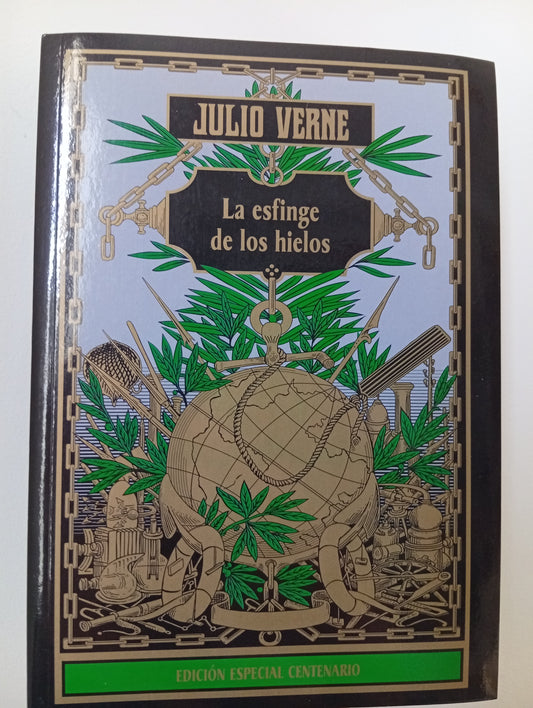 JULIO VERNE
La esfinge
de los hielos
EDICIÓN ESPECIAL CENTENARIO